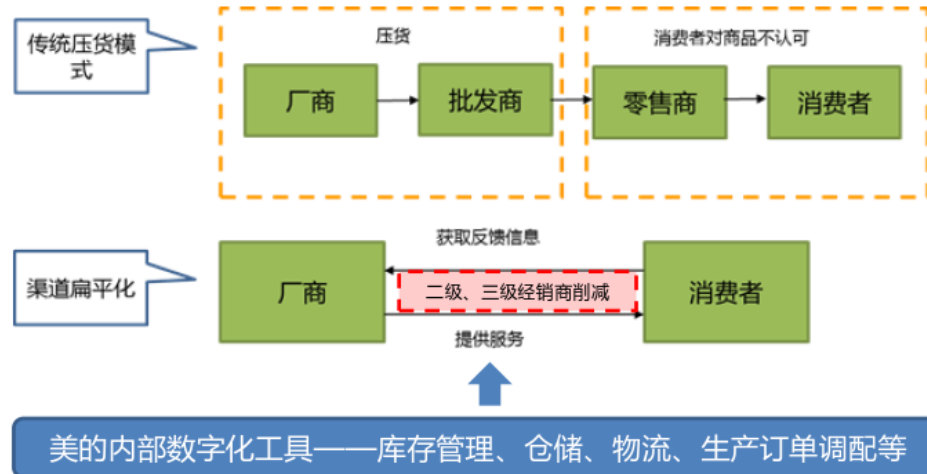 传统压货模
式
压货
消费者对商品不认可
厂商
批发商
零售商
消费者
获取反馈信息
渠道扁平化
厂商
二级、三级经销商削减
消费者
提供服务
美的内部数字化工具——库存管理、仓储、物流、生产订单调配等